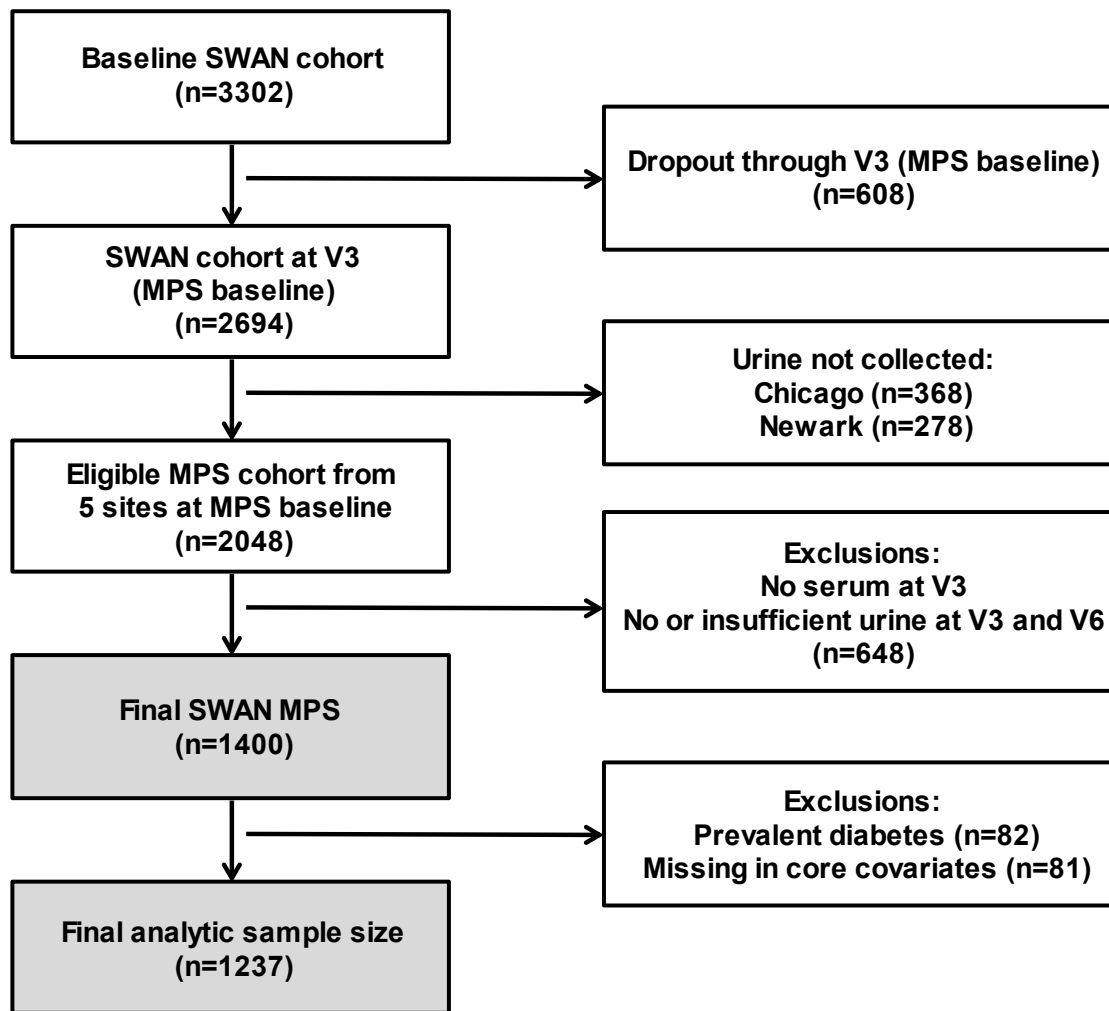 Baseline SWAN cohort
(n=3302)
Dropout through V3 (MPS baseline)
(n=608)
SWAN cohort at V3
(MPS baseline)
(n=2694)
Urine not collected:
Chicago (n=368)
Newark (n=278)
Eligible MPS cohort from
5 sites at MPS baseline
(n=2048)
Exclusions:
No serum at V3
No or insufficient urine at V3 and V6
(n=648)
Final SWAN MPS
(n=1400)
Exclusions:
Prevalent diabetes (n=82)
Missing in core covariates (n=81)
Final analytic sample size
(n=1237)